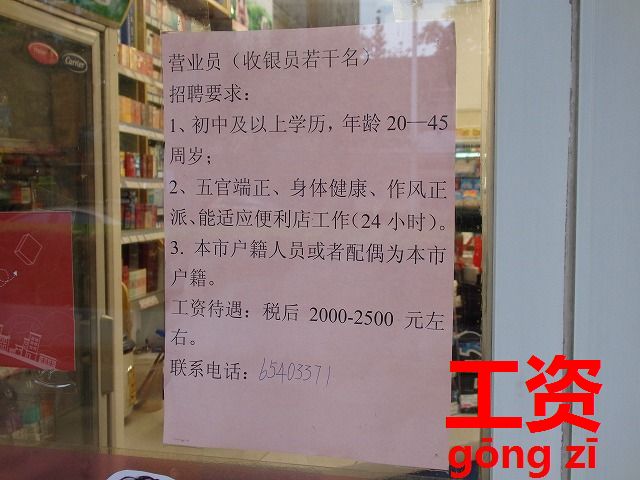 营业员（收银员若干名）
招聘要求：
1、初中及以上学历，年龄 20—45
周岁；
2、五官端正、身体健康、作风正
派、能适应便利店工作（24 小时）。
3. 本市户籍人员或者配偶为本市
户籍。
工资待遇：税后 2000-2500 元左
右。
联系电话：65403371
Carrier
工资
gōng zī